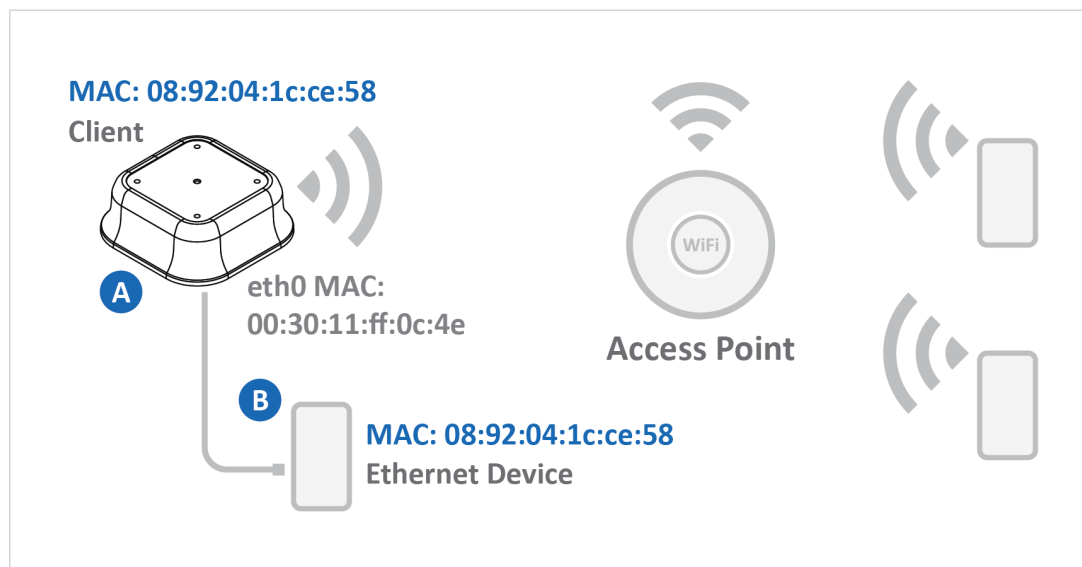 MAC: 08:92:04:1c:ce:58
Client
A
eth0 MAC:
00:30:11:ff:0c:4e
WiFi
Access Point
B
MAC: 08:92:04:1c:ce:58
Ethernet Device